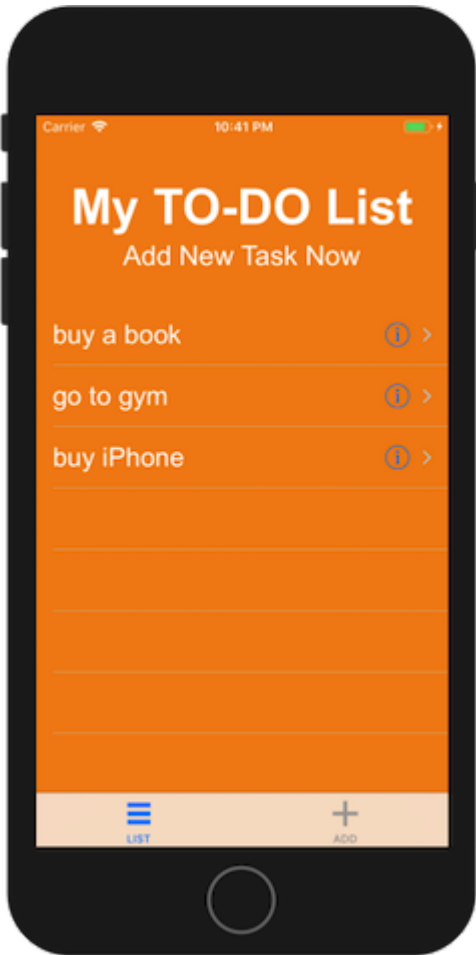 Carrier 10:41 PM
My TO-DO List
Add New Task Now
buy a book
go to gym
buy iPhone
LIST ADD